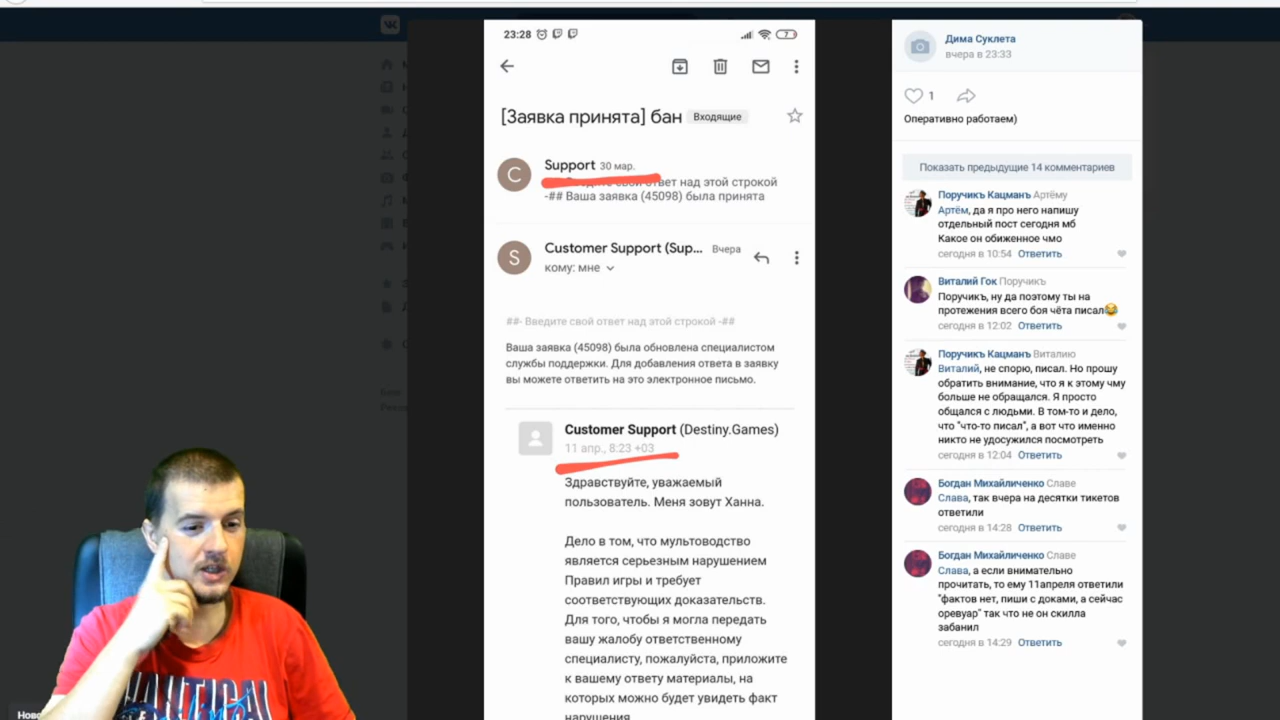 23:28
7
[Заявка принята] бан Входящие
С
Support 30 мар.
свой ответ над этой строкой
-## Ваша заявка (45098) была принята
S
Customer Support (Sup... Вчера
кому: мне
##- Введите свой ответ над этой строкой -##
Ваша заявка (45098) была обновлена специалистом
службы поддержки. Для добавления ответа в заявку
вы можете ответить на это электронное письмо.
Customer Support (Destiny.Games)
11 апр., 8:23 +03
Здравствуйте, уважаемый
пользователь. Меня зовут Ханна.
Дело в том, что мультоводство
является серьезным нарушением
Правил игры и требует
соответствующих доказательств.
Для того, чтобы я могла передать
вашу жалобу ответственному
специалисту, пожалуйста, приложите
к вашему ответу материалы, на
которых можно будет увидеть факт
нарушения
Дима Суклета
вчера в 23:33
1
Оперативно работаем)
Показать предыдущие 14 комментариев
Поручикъ Кацманъ Артёму
Артём, да я про него напишу
отдельный пост сегодня мб
Какое он обиженное чмо
сегодня в 10:54 Ответить
Виталий Гок Поручикъ
Поручикъ, ну да поэтому ты на
протежения всего боя чёта писал😂
сегодня в 12:02 Ответить
Поручикъ Кацманъ Виталию
Виталий, не спорю, писал. Но прошу
обратить внимание, что я к этому чму
больше не обращался. Я просто
общался с людьми. В том-то и дело,
что "что-то писал", а вот что именно
никто не удосужился посмотреть
сегодня в 12:04 Ответить
Богдан Михайличенко Славе
Слава, так вчера на десятки тикетов
ответили
сегодня в 14:28 Ответить
Богдан Михайличенко Славе
Слава, а если внимательно
прочитать, то ему 11апреля ответили
"фактов нет, пиши с доками, а сейчас
оревуар" так что не он скилла
забанил
сегодня в 14:29 Ответить